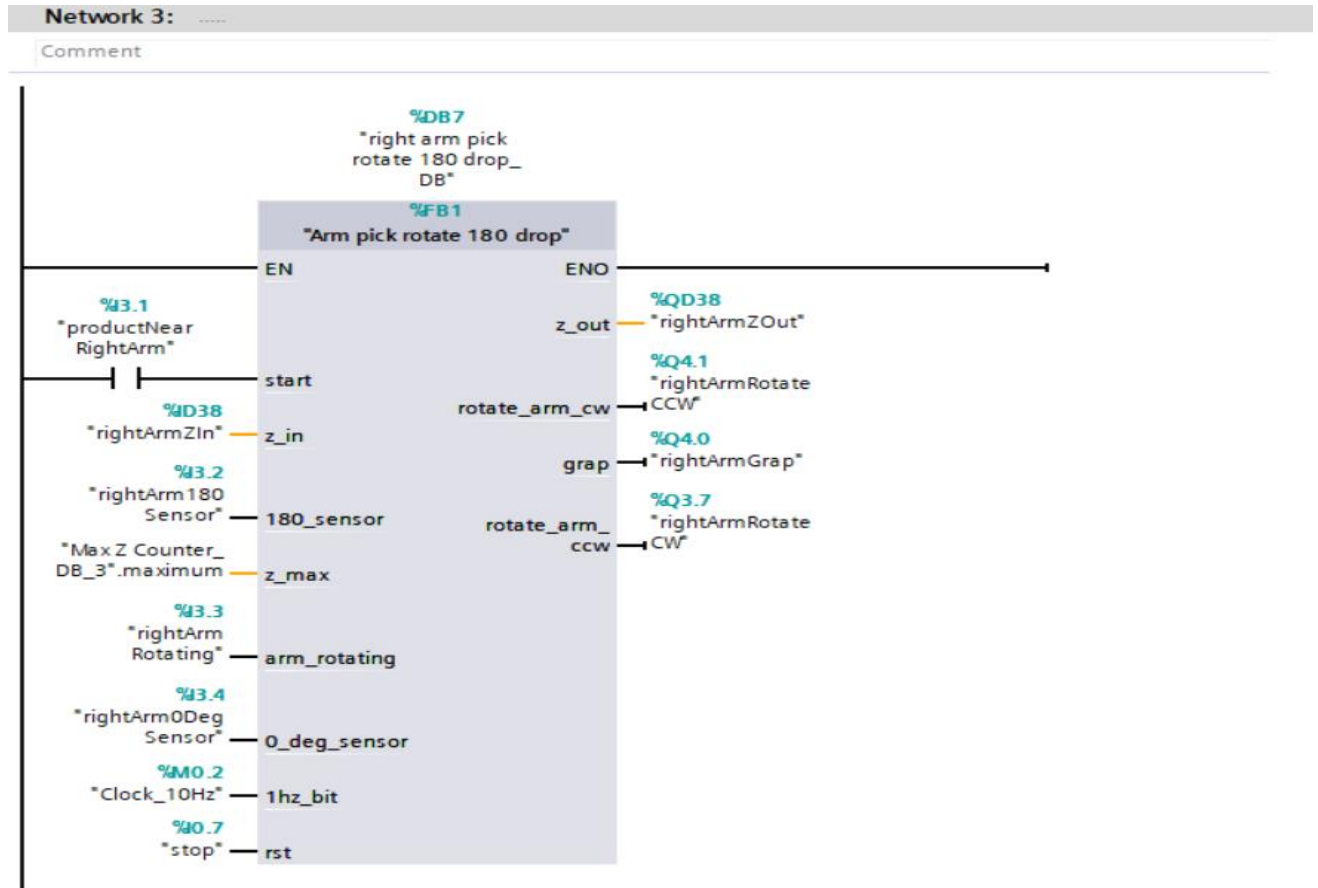 Network 3: .....
Comment
%DB7
"right arm pick
rotate 180 drop_
DB"
%FB1
"Arm pick rotate 180 drop"
EN
ENO
%I3.1
"productNear
RightArm"
start
%ID38
"rightArmZIn"
z_in
%I3.2
"rightArm180
Sensor"
180_sensor
"Max Z Counter_
DB_3".maximum
z_max
%I3.3
"rightArm
Rotating"
arm_rotating
%I3.4
"rightArm0Deg
Sensor"
0_deg_sensor
%M0.2
"Clock_10Hz"
1hz_bit
%I0.7
"stop"
rst
z_out
%QD38
"rightArmZOut"
rotate_arm_cw
%Q4.1
"rightArmRotate
CCW"
grap
%Q4.0
"rightArmGrap"
rotate_arm_
ccw
%Q3.7
"rightArmRotate
CW"